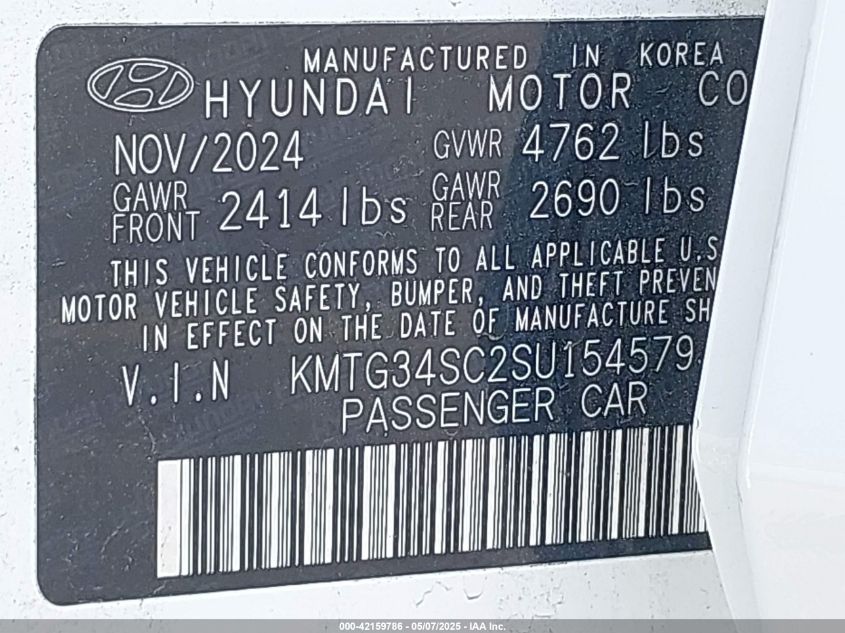 MANUFACTURED IN KOREA
HYUNDAI MOTOR CO
NOV/2024 GVWR 4762 lbs
GAWR FRONT 2414 lbs GAWR REAR 2690 lbs
THIS VEHICLE CONFORMS TO ALL APPLICABLE U.S
MOTOR VEHICLE SAFETY, BUMPER, AND THEFT PREVEN
IN EFFECT ON THE DATE OF MANUFACTURE SH
V.I.N KMTG34SC2SU154579
PASSENGER CAR
000-42159786 - 05/07/2025 - IAA Inc.